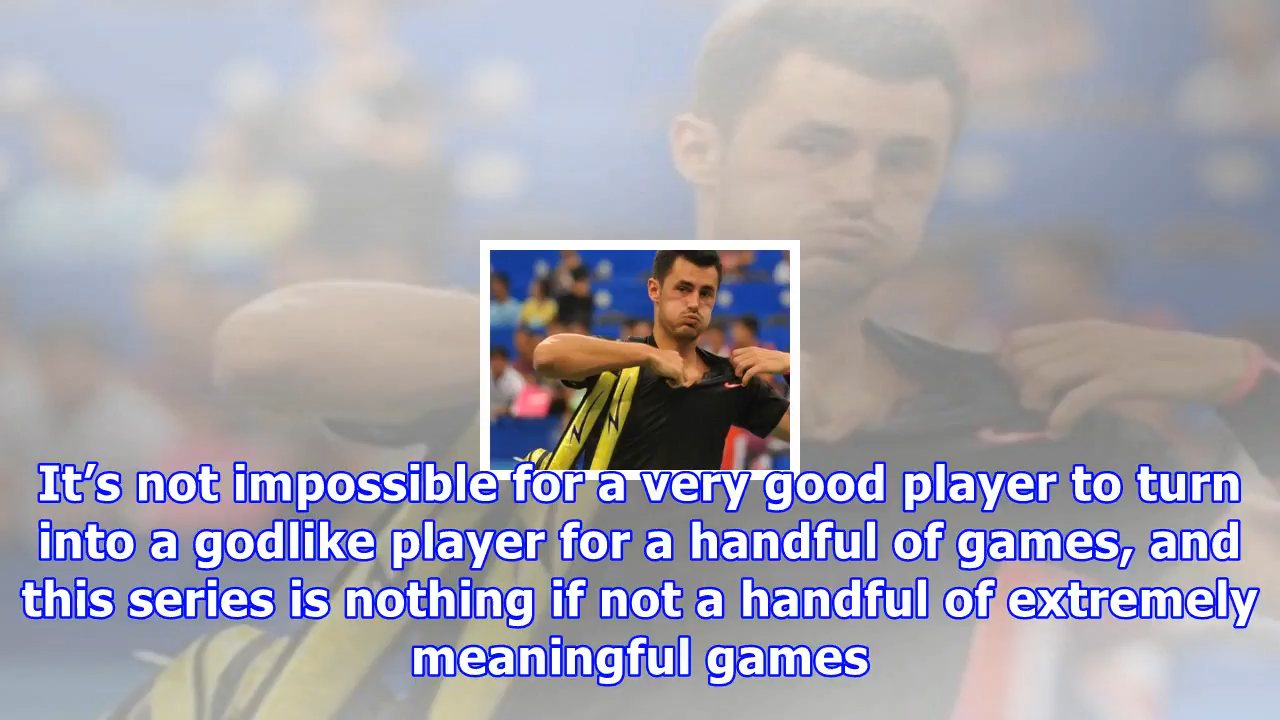 It’s not impossible for a very good player to turn
into a godlike player for a handful of games, and
this series is nothing if not a handful of extremely
meaningful games